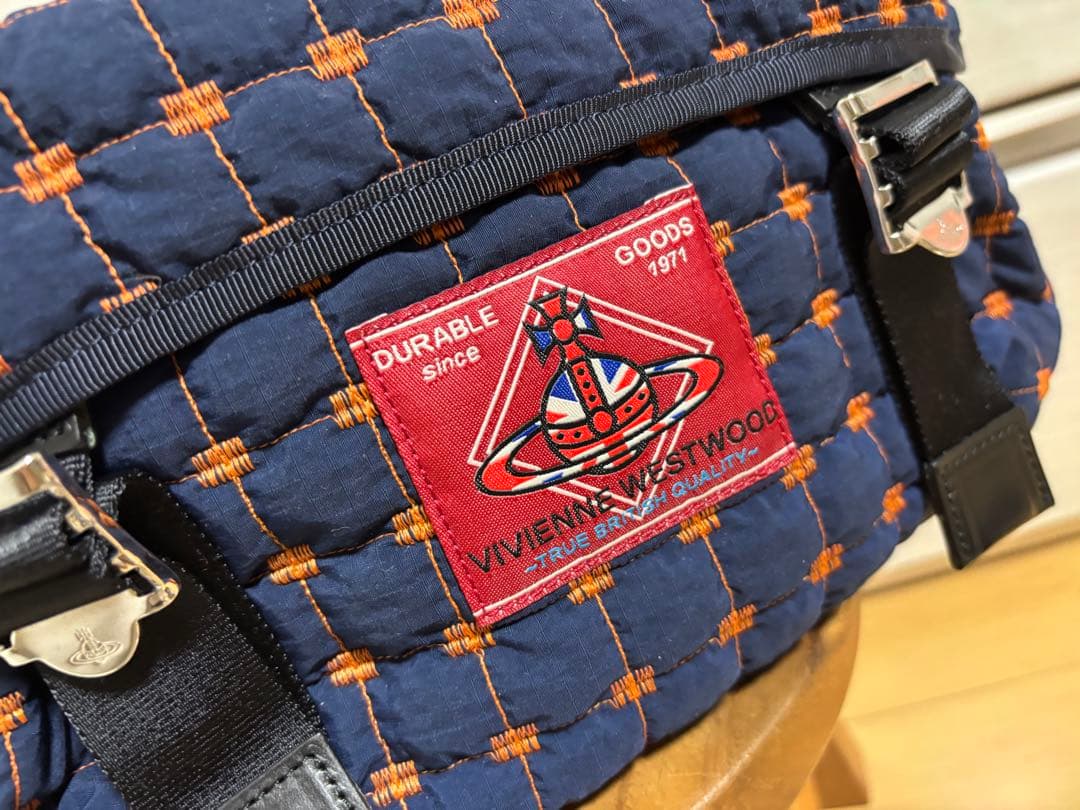 DURABLE GOODS
since 1971
VIVIENNE WESTWOOD
~TRUE BRITISH QUALITY~